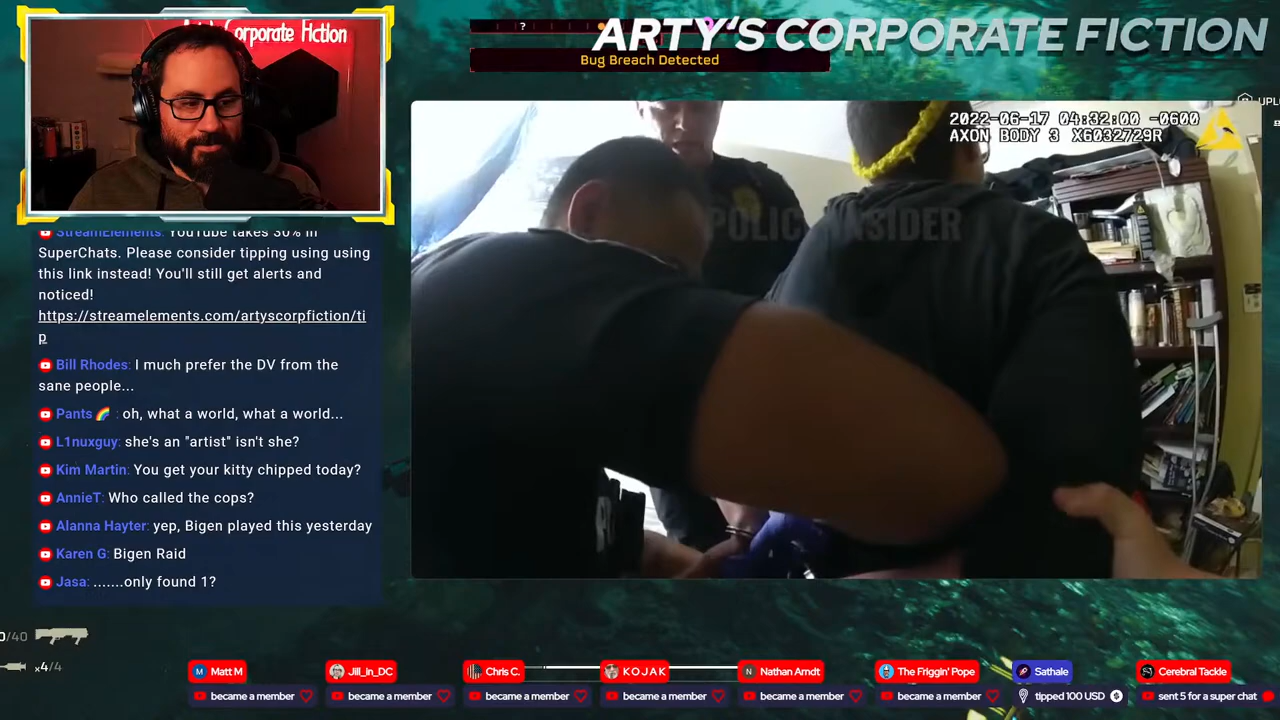 Arty's Corporate Fiction
ARTY'S CORPORATE FICTION
?
Bug Breach Detected
2022-06-17 04:32:00 -0600
AXON BODY 3 X6032729R
POLICE INSIDER
StreamElements: YouTube takes 30% in
SuperChats. Please consider tipping using using
this link instead! You'll still get alerts and
noticed!
https://streamelements.com/artyscorpfiction/ti
p
Bill Rhodes: I much prefer the DV from the
sane people...
Pants🌈 : oh, what a world, what a world...
L1nuxguy: she's an "artist" isn't she?
Kim Martin: You get your kitty chipped today?
AnnieT: Who called the cops?
Alanna Hayter: yep, Bigen played this yesterday
Karen G: Bigen Raid
Jasa: .......only found 1?
0/40
x4/4
M Matt M
became a member
Jill_in_DC
became a member
Chris C.
became a member
K O J A K
became a member
N Nathan Arndt
became a member
The Friggin' Pope
became a member
Sathale
tipped 100 USD
Cerebral Tackle
sent 5 for a super chat